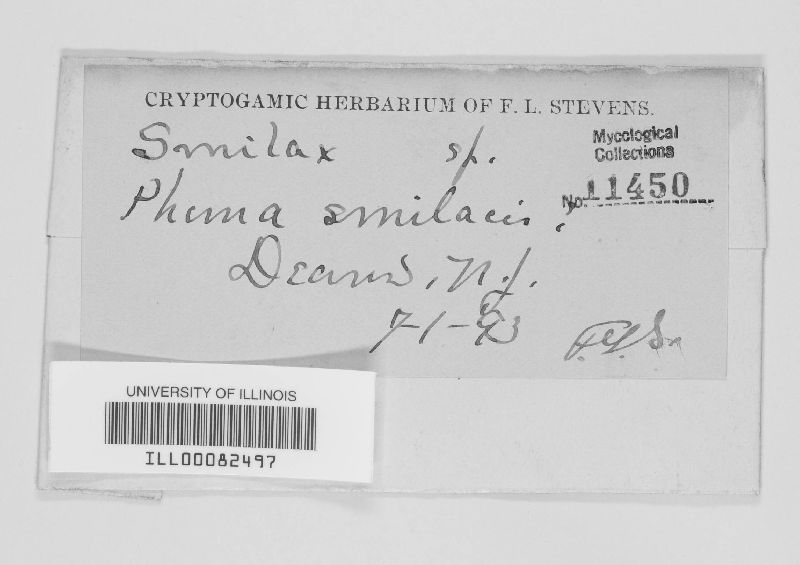 CRYPTOGAMIC HERBARIUM OF F. L. STEVENS.
Smilax sp.
Mycological
Collections
No. 11450
Phoma smilacis,
Deans, N.J.
7-1-93
UNIVERSITY OF ILLINOIS
ILL00082497